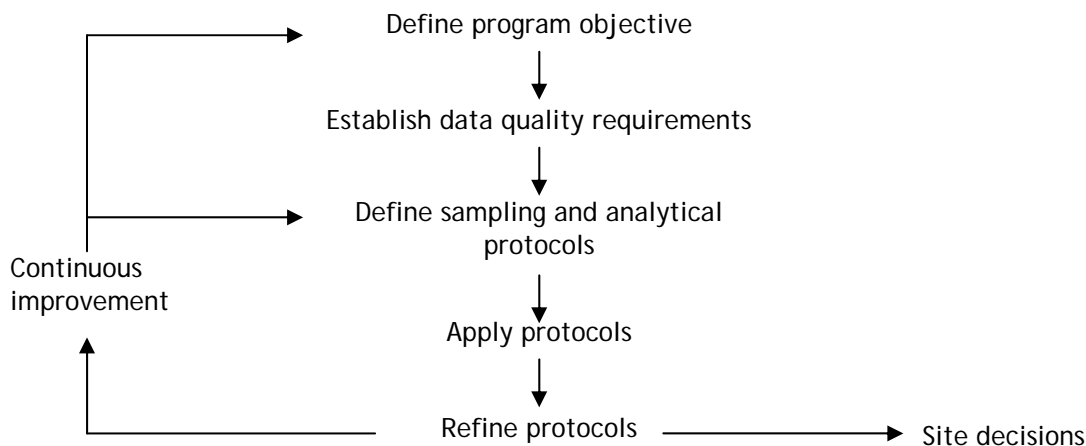 Define program objective
Establish data quality requirements
Define sampling and analytical
protocols
Continuous
improvement
Apply protocols
Refine protocols
Site decisions